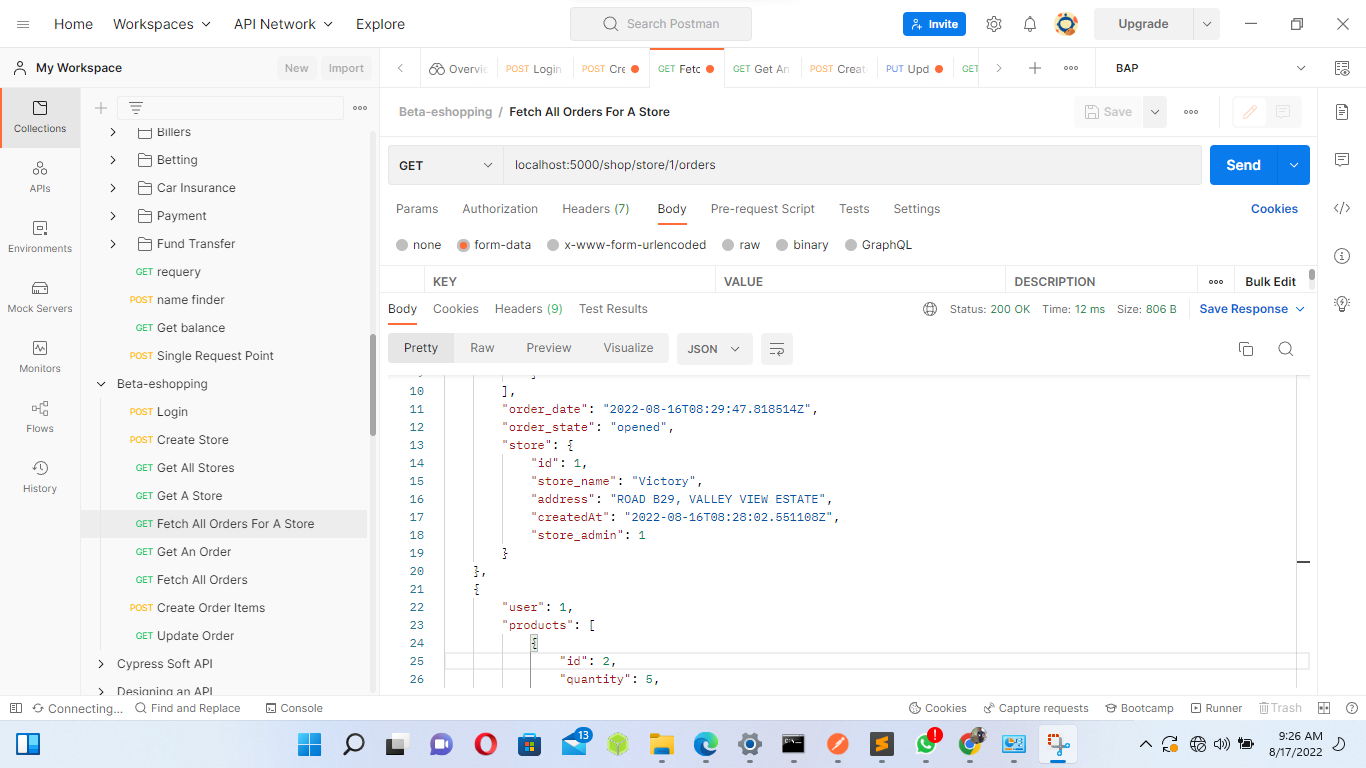 Home Workspaces API Network Explore Search Postman Invite Upgrade
My Workspace New Import Overvie POST Login POST Cre GET Fetc GET Get An POST Creat PUT Upd GET BAP
Collections
APIs
Environments
Mock Servers
Monitors
Flows
History
Billers
Betting
Car Insurance
Payment
Fund Transfer
GET requery
POST name finder
GET Get balance
POST Single Request Point
Beta-eshopping
POST Login
POST Create Store
GET Get All Stores
GET Get A Store
GET Fetch All Orders For A Store
GET Get An Order
GET Fetch All Orders
POST Create Order Items
GET Update Order
Cypress Soft API
Designing an API
Beta-eshopping / Fetch All Orders For A Store Save
GET localhost:5000/shop/store/1/orders Send
Params Authorization Headers (7) Body Pre-request Script Tests Settings Cookies
none form-data x-www-form-urlencoded raw binary GraphQL
KEY VALUE DESCRIPTION Bulk Edit
Body Cookies Headers (9) Test Results Status: 200 OK Time: 12 ms Size: 806 B Save Response
Pretty Raw Preview Visualize JSON
9 }
10 ],
11 "order_date": "2022-08-16T08:29:47.818514Z",
12 "order_state": "opened",
13 "store": {
14 "id": 1,
15 "store_name": "Victory",
16 "address": "ROAD B29, VALLEY VIEW ESTATE",
17 "createdAt": "2022-08-16T08:28:02.551108Z",
18 "store_admin": 1
19 }
20 },
21 {
22 "user": 1,
23 "products": [
24 {
25 "id": 2,
26 "quantity": 5,
Connecting... Find and Replace Console Cookies Capture requests Bootcamp Runner Trash
13
9:26 AM
8/17/2022